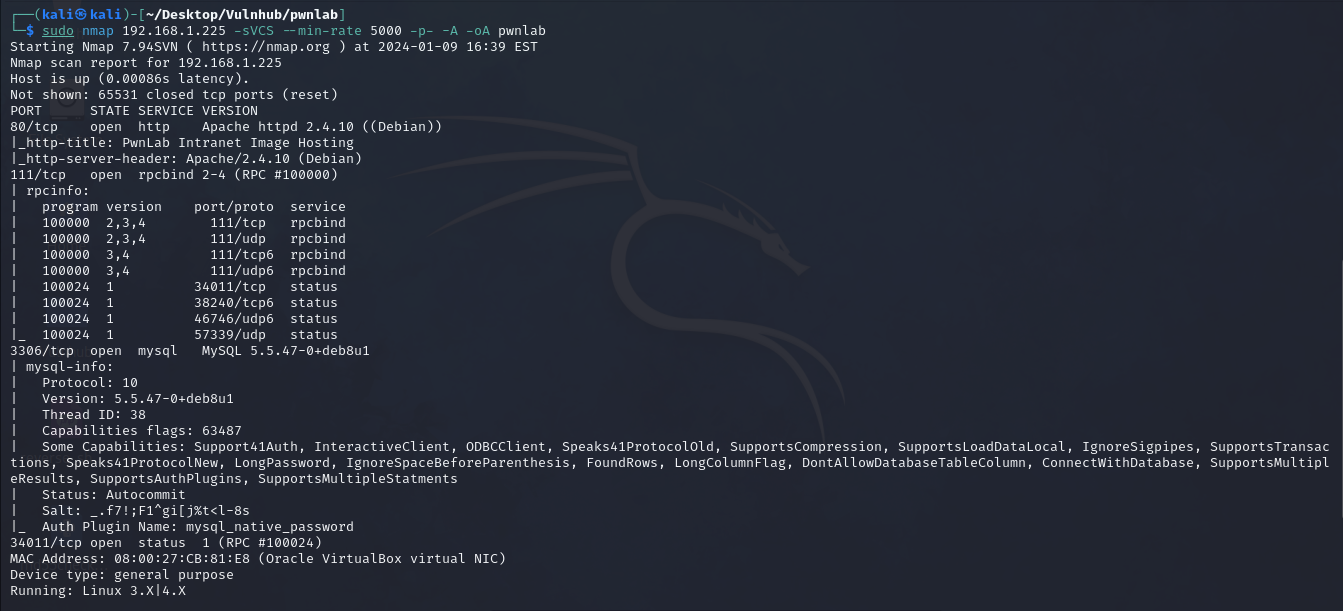 ┌──(kali㉿kali)-[~/Desktop/Vulnhub/pwnlab]
└─$ sudo nmap 192.168.1.225 -sVCS --min-rate 5000 -p- -A -oA pwnlab
Starting Nmap 7.94SVN ( https://nmap.org ) at 2024-01-09 16:39 EST
Nmap scan report for 192.168.1.225
Host is up (0.00086s latency).
Not shown: 65531 closed tcp ports (reset)
PORT      STATE SERVICE VERSION
80/tcp    open  http    Apache httpd 2.4.10 ((Debian))
|_http-title: PwnLab Intranet Image Hosting
|_http-server-header: Apache/2.4.10 (Debian)
111/tcp   open  rpcbind 2-4 (RPC #100000)
| rpcinfo:
|   program version    port/proto  service
|   100000  2,3,4        111/tcp   rpcbind
|   100000  2,3,4        111/udp   rpcbind
|   100000  3,4          111/tcp6  rpcbind
|   100000  3,4          111/udp6  rpcbind
|   100024  1          34011/tcp   status
|   100024  1          38240/tcp6  status
|   100024  1          46746/udp6  status
|_  100024  1          57339/udp   status
3306/tcp  open  mysql   MySQL 5.5.47-0+deb8u1
| mysql-info:
|   Protocol: 10
|   Version: 5.5.47-0+deb8u1
|   Thread ID: 38
|   Capabilities flags: 63487
|   Some Capabilities: Support41Auth, InteractiveClient, ODBCClient, Speaks41ProtocolOld, SupportsCompression, SupportsLoadDataLocal, IgnoreSigpipes, SupportsTransac
tions, Speaks41ProtocolNew, LongPassword, IgnoreSpaceBeforeParenthesis, FoundRows, LongColumnFlag, DontAllowDatabaseTableColumn, ConnectWithDatabase, SupportsMultipl
eResults, SupportsAuthPlugins, SupportsMultipleStatments
|   Status: Autocommit
|   Salt: _.f7!;F1^gi[j%t<l-8s
|_  Auth Plugin Name: mysql_native_password
34011/tcp open  status  1 (RPC #100024)
MAC Address: 08:00:27:CB:81:E8 (Oracle VirtualBox virtual NIC)
Device type: general purpose
Running: Linux 3.X|4.X